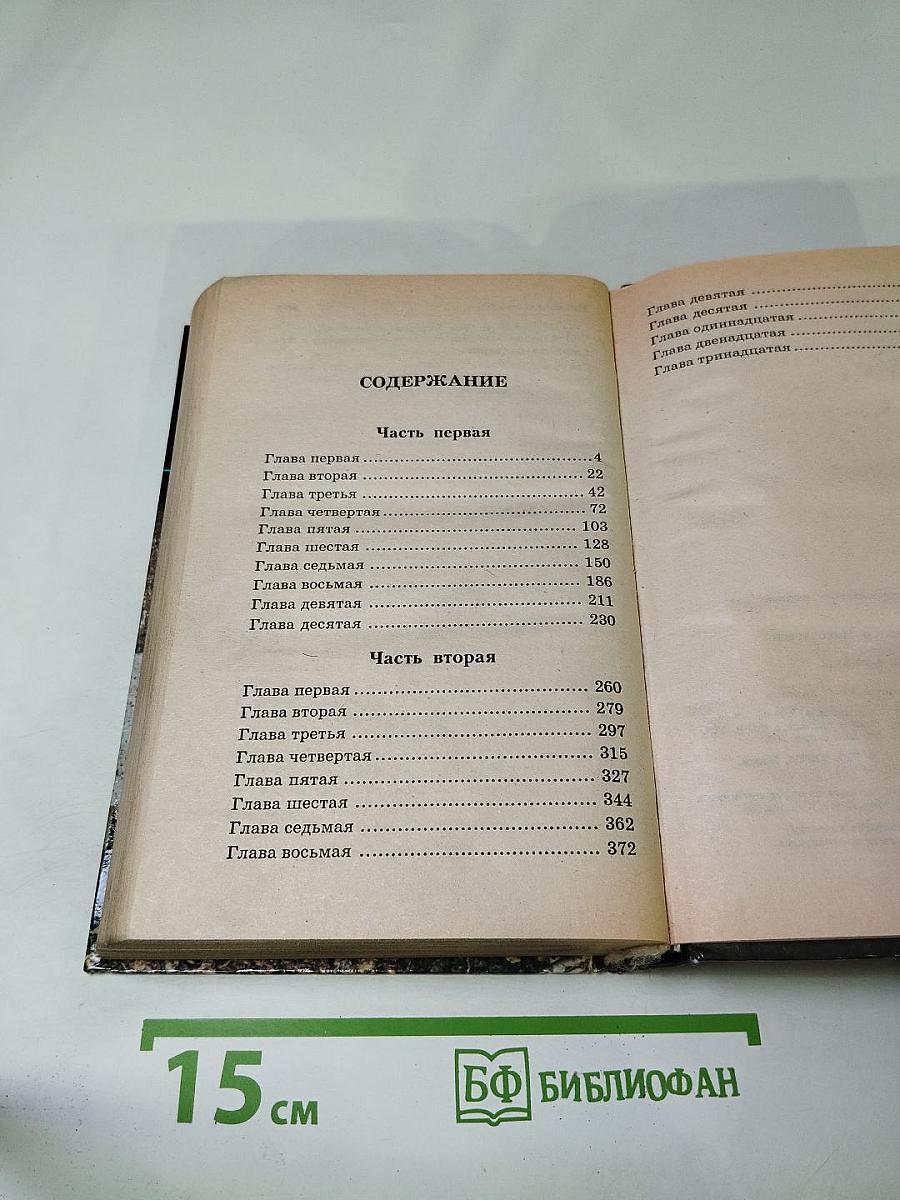 СОДЕРЖАНИЕ
Часть первая
Глава первая ........ 4
Глава вторая ........ 22
Глава третья ........ 42
Глава четвертая ........ 72
Глава пятая ........ 103
Глава шестая ........ 128
Глава седьмая ........ 150
Глава восьмая ........ 186
Глава девятая ........ 211
Глава десятая ........ 230
Часть вторая
Глава первая ........ 260
Глава вторая ........ 279
Глава третья ........ 297
Глава четвертая ........ 315
Глава пятая ........ 327
Глава шестая ........ 344
Глава седьмая ........ 362
Глава восьмая ........ 372
Глава девятая ........
Глава десятая ........
Глава одиннадцатая ........
Глава двенадцатая ........
Глава тринадцатая ........
15 см
БФ БИБЛИОФАН